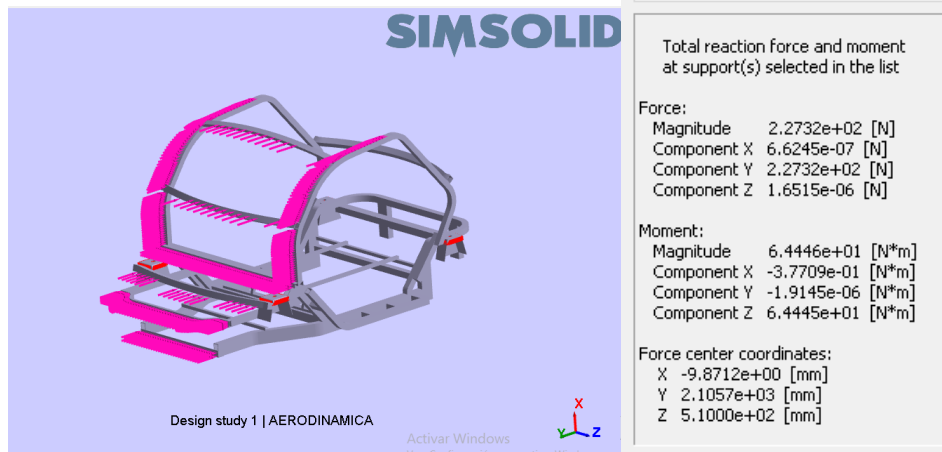 SIMSOLID
Design study 1 | AERODINAMICA
Activar Windows
X
Y
Z
Total reaction force and moment
at support(s) selected in the list
Force:
Magnitude 2.2732e+02 [N]
Component X 6.6245e-07 [N]
Component Y 2.2732e+02 [N]
Component Z 1.6515e-06 [N]
Moment:
Magnitude 6.4446e+01 [N*m]
Component X -3.7709e-01 [N*m]
Component Y -1.9145e-06 [N*m]
Component Z 6.4445e+01 [N*m]
Force center coordinates:
X -9.8712e+00 [mm]
Y 2.1057e+03 [mm]
Z 5.1000e+02 [mm]